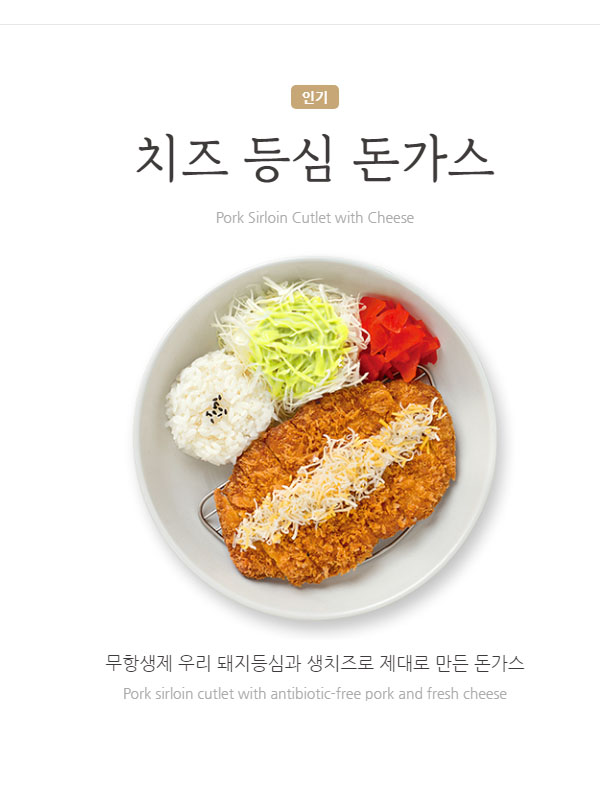 인기
치즈 등심 돈가스
Pork Sirloin Cutlet with Cheese
무항생제 우리 돼지등심과 생치즈로 제대로 만든 돈가스
Pork sirloin cutlet with antibiotic-free pork and fresh cheese